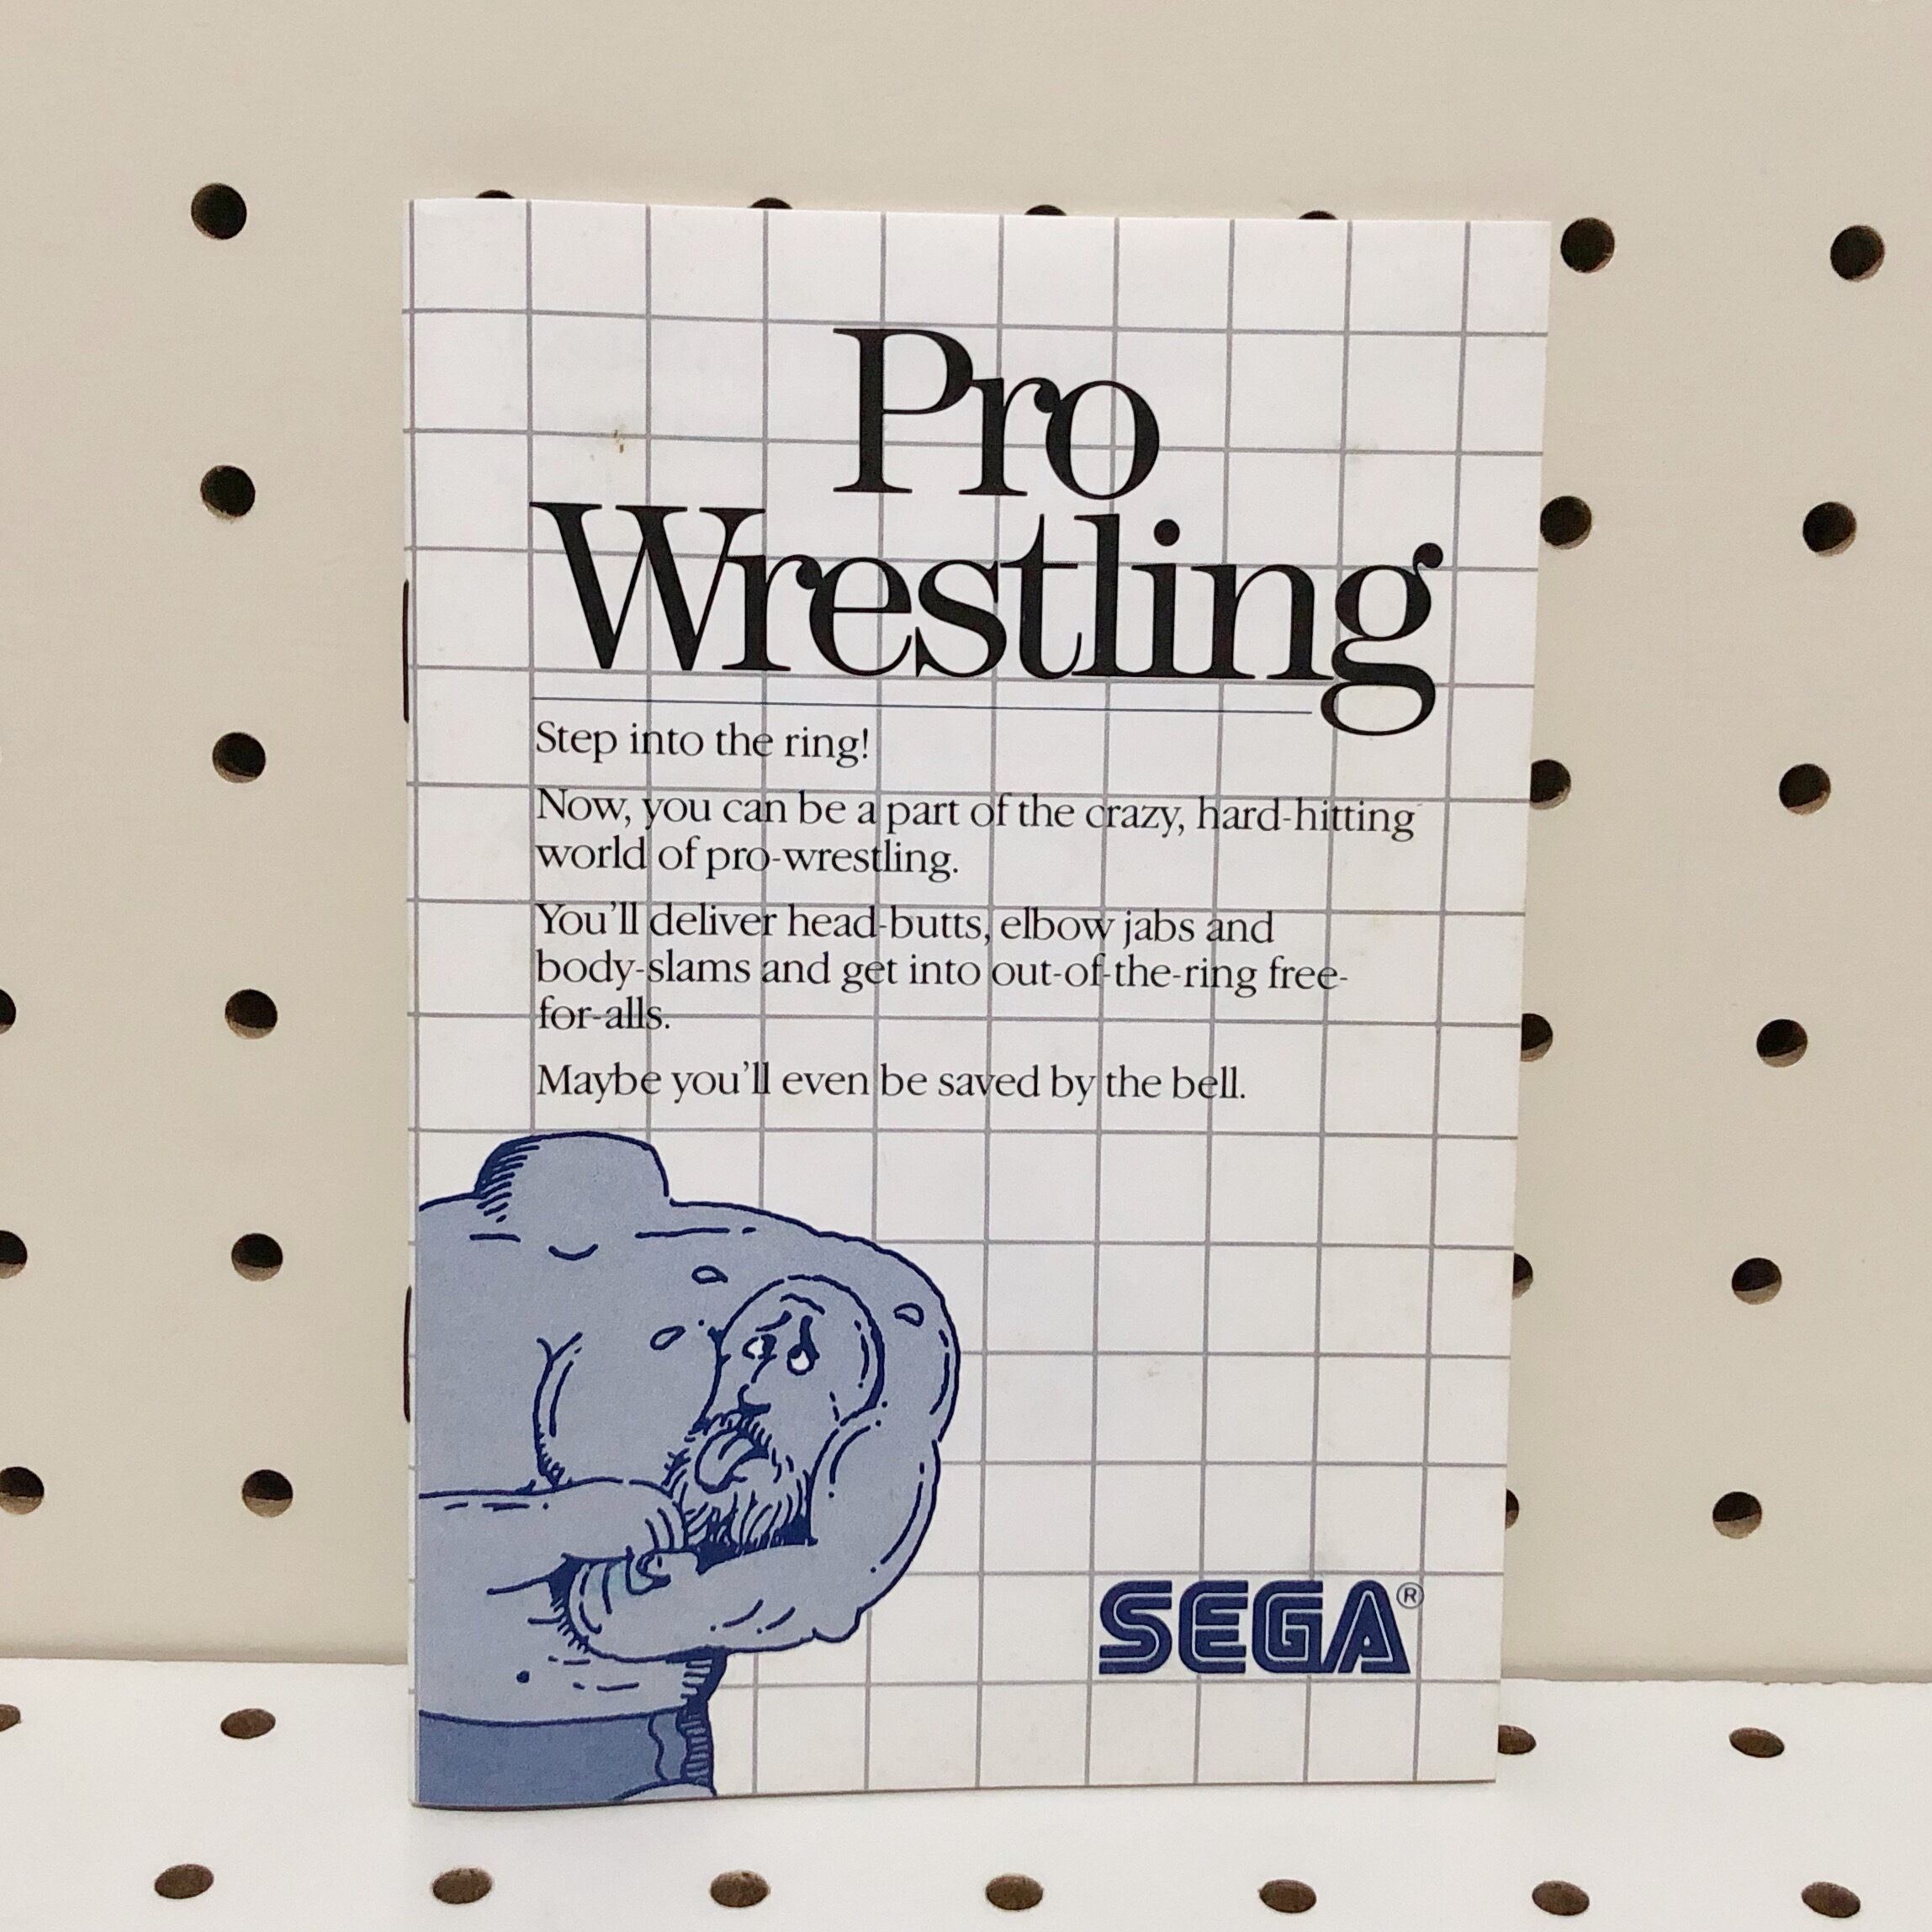 Pro
Wrestling
Step into the ring!
Now, you can be a part of the crazy, hard-hitting
world of pro-wrestling.
You'll deliver head-butts, elbow jabs and
body-slams and get into out-of-the-ring free-
for-alls.
Maybe you'll even be saved by the bell.
SEGA®